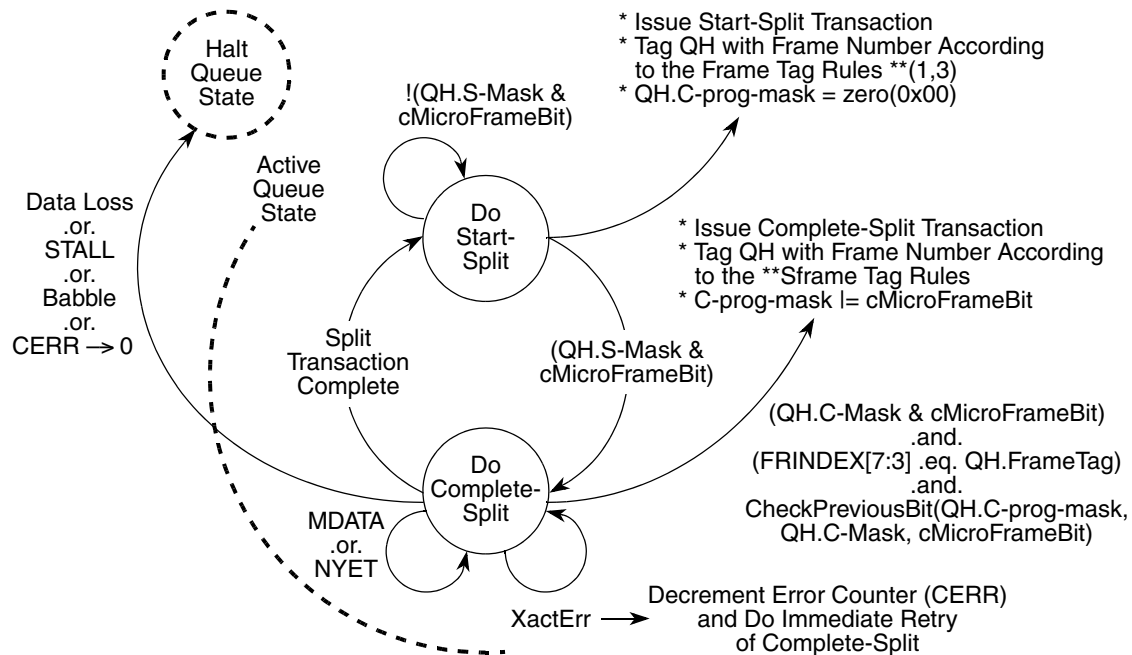 Halt
Queue
State
* Issue Start-Split Transaction
* Tag QH with Frame Number According
to the Frame Tag Rules **(1,3)
* QH.C-prog-mask = zero(0x00)
!(QH.S-Mask &
cMicroFrameBit)
Active
Queue
State
Data Loss
.or.
STALL
.or.
Babble
.or.
CERR → 0
Do
Start-
Split
* Issue Complete-Split Transaction
* Tag QH with Frame Number According
to the **Sframe Tag Rules
* C-prog-mask |= cMicroFrameBit
Split
Transaction
Complete
(QH.S-Mask &
cMicroFrameBit)
(QH.C-Mask & cMicroFrameBit)
.and.
(FRINDEX[7:3] .eq. QH.FrameTag)
.and.
CheckPreviousBit(QH.C-prog-mask,
QH.C-Mask, cMicroFrameBit)
Do
Complete-
Split
MDATA
.or.
NYET
XactErr → Decrement Error Counter (CERR)
and Do Immediate Retry
of Complete-Split